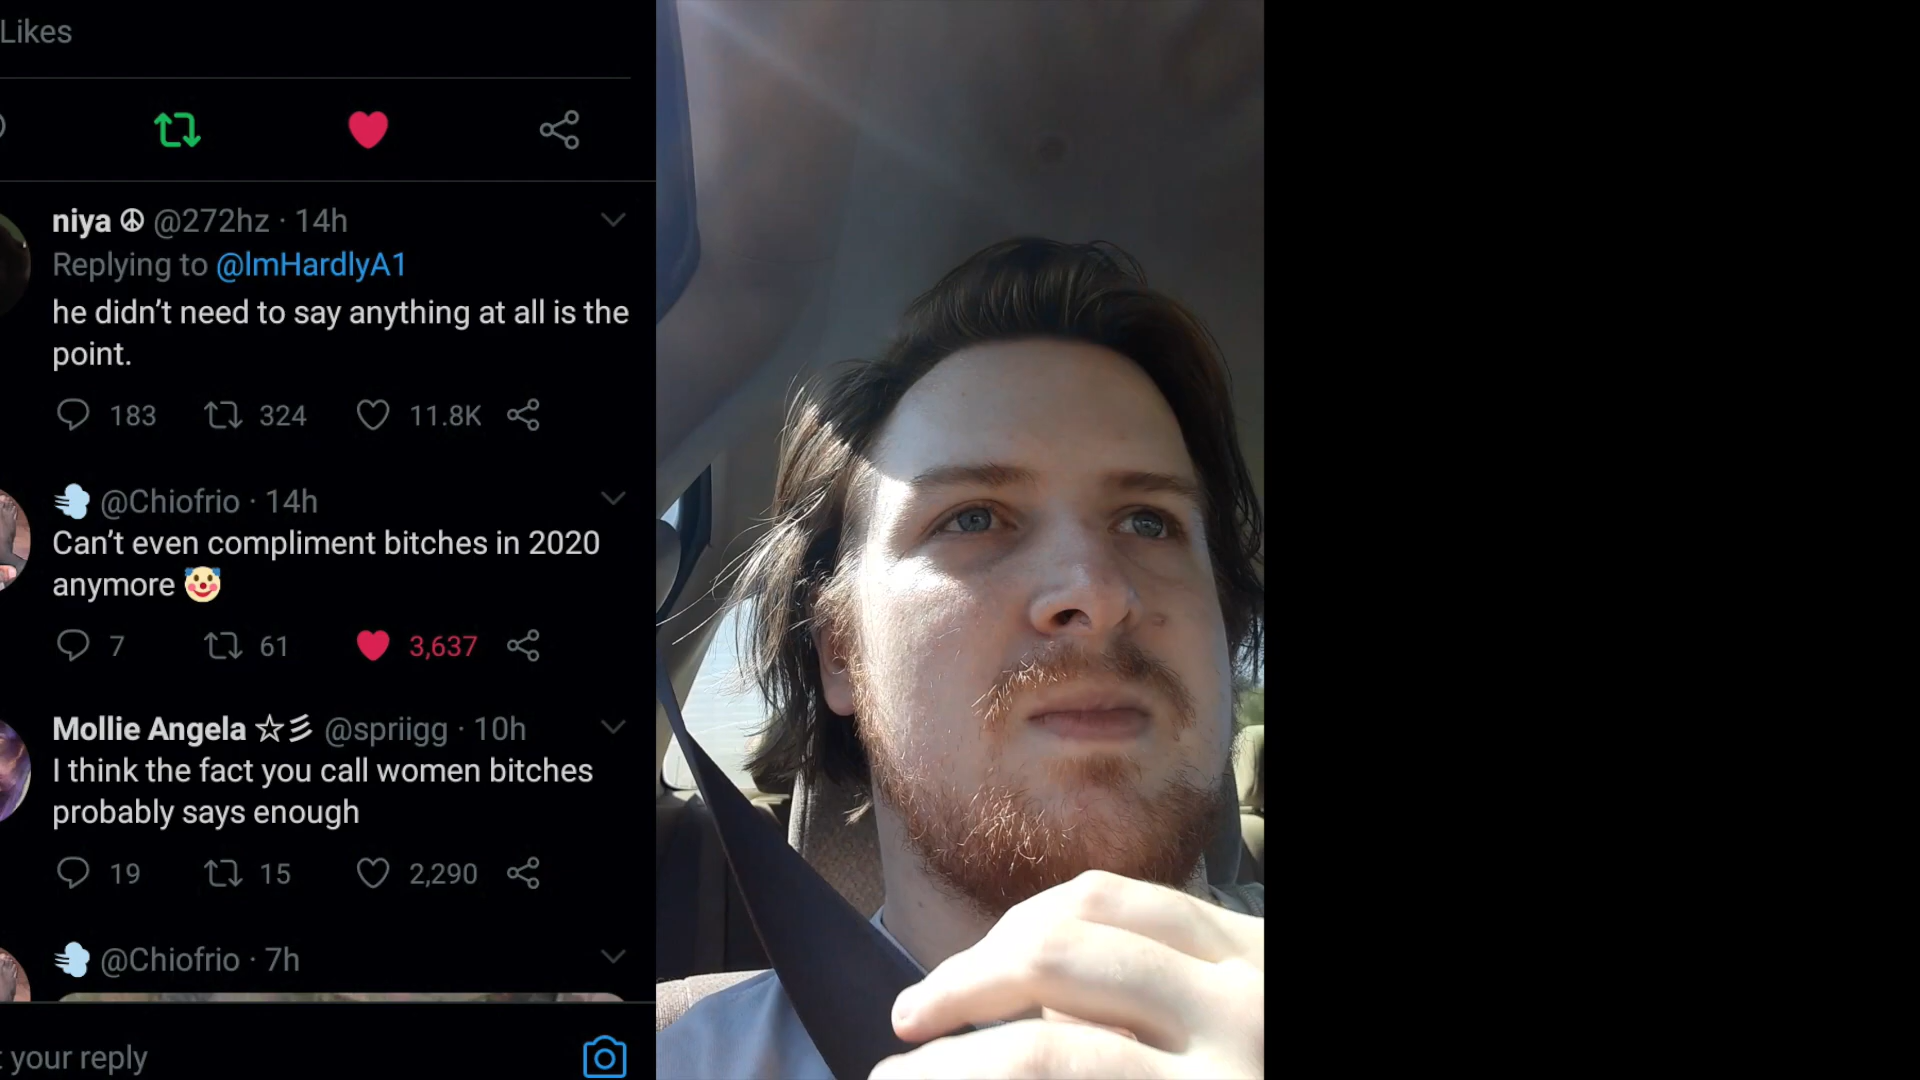 Likes
niya ☮ @272hz · 14h
Replying to @ImHardlyA1
he didn’t need to say anything at all is the
point.
183 324 11.8K
💨 @Chiofrio · 14h
Can’t even compliment bitches in 2020
anymore 🤡
7 61 3,637
Mollie Angela ☆彡 @spriigg · 10h
I think the fact you call women bitches
probably says enough
19 15 2,290
💨 @Chiofrio · 7h
your reply